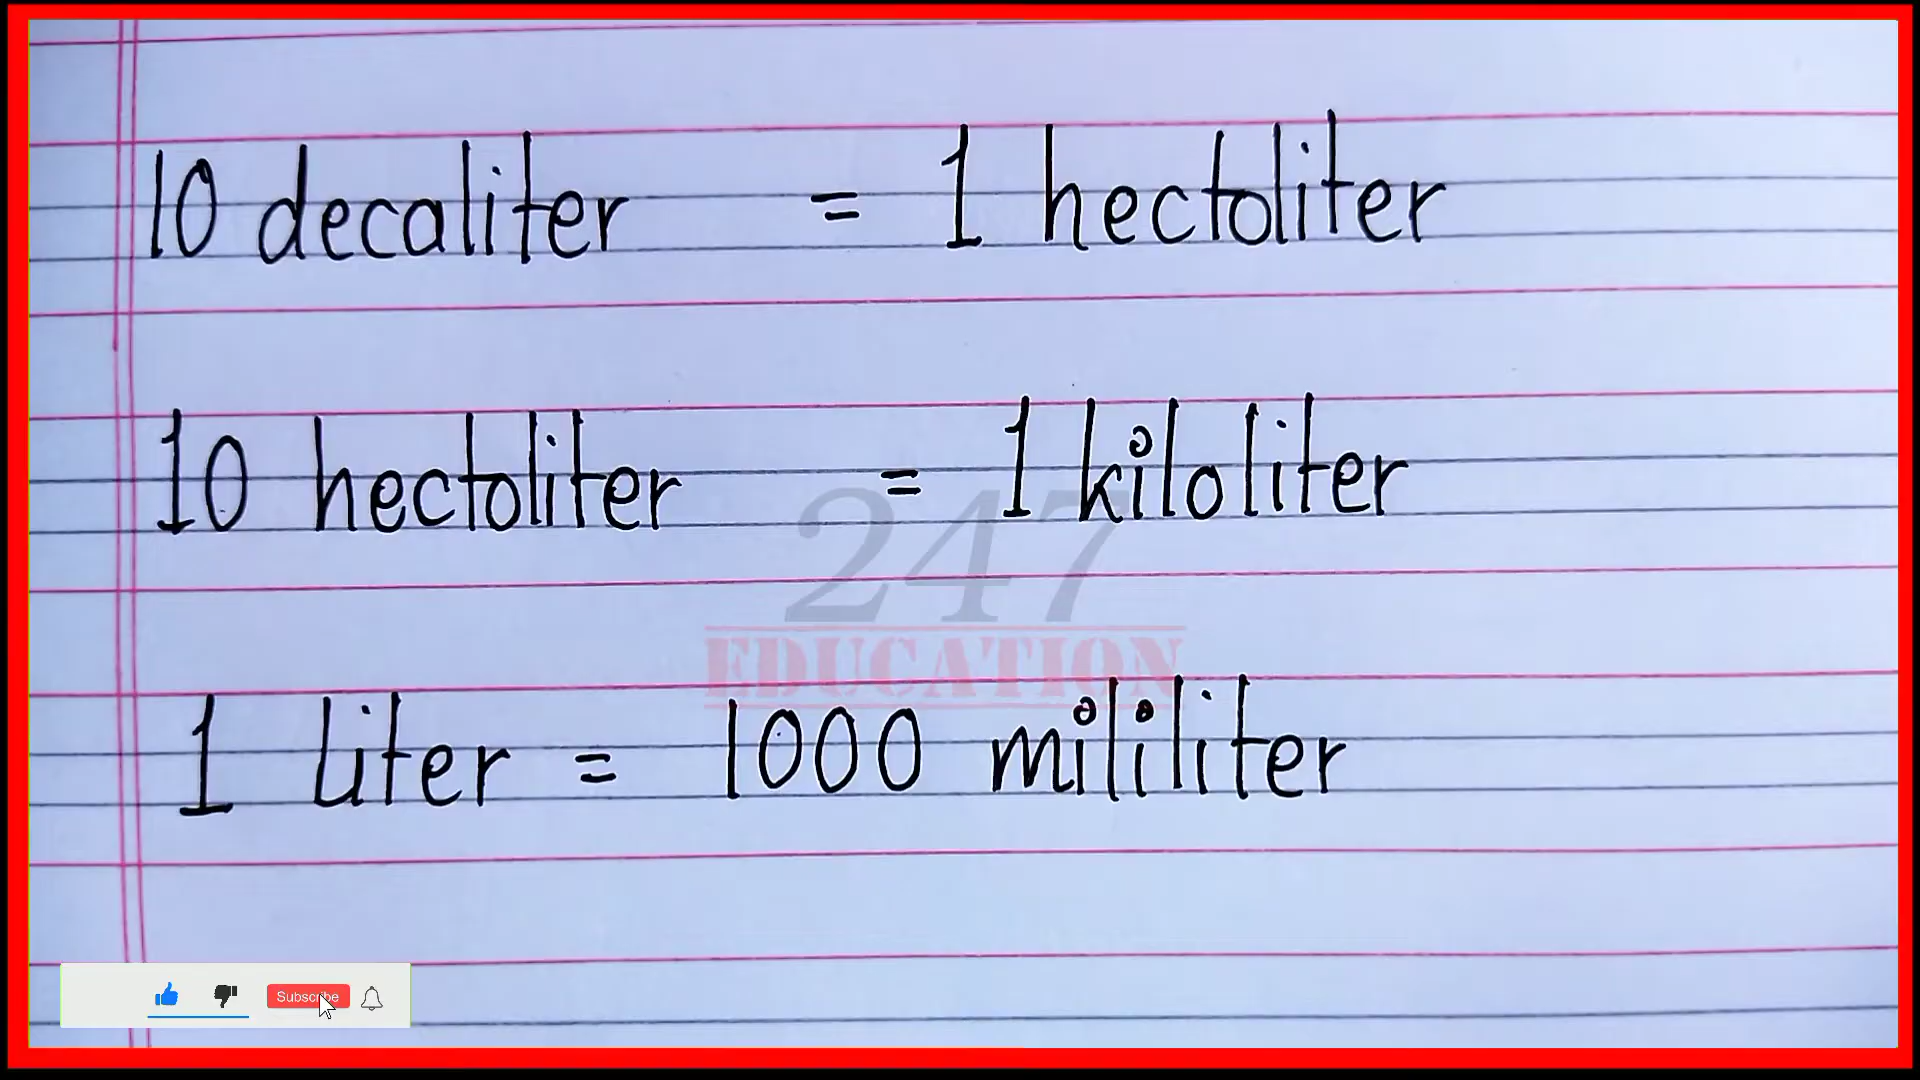 10 decaliter = 1 hectoliter
10 hectoliter = 1 kiloliter
247
EDUCATION
1 liter = 1000 mililiter
Subscribe